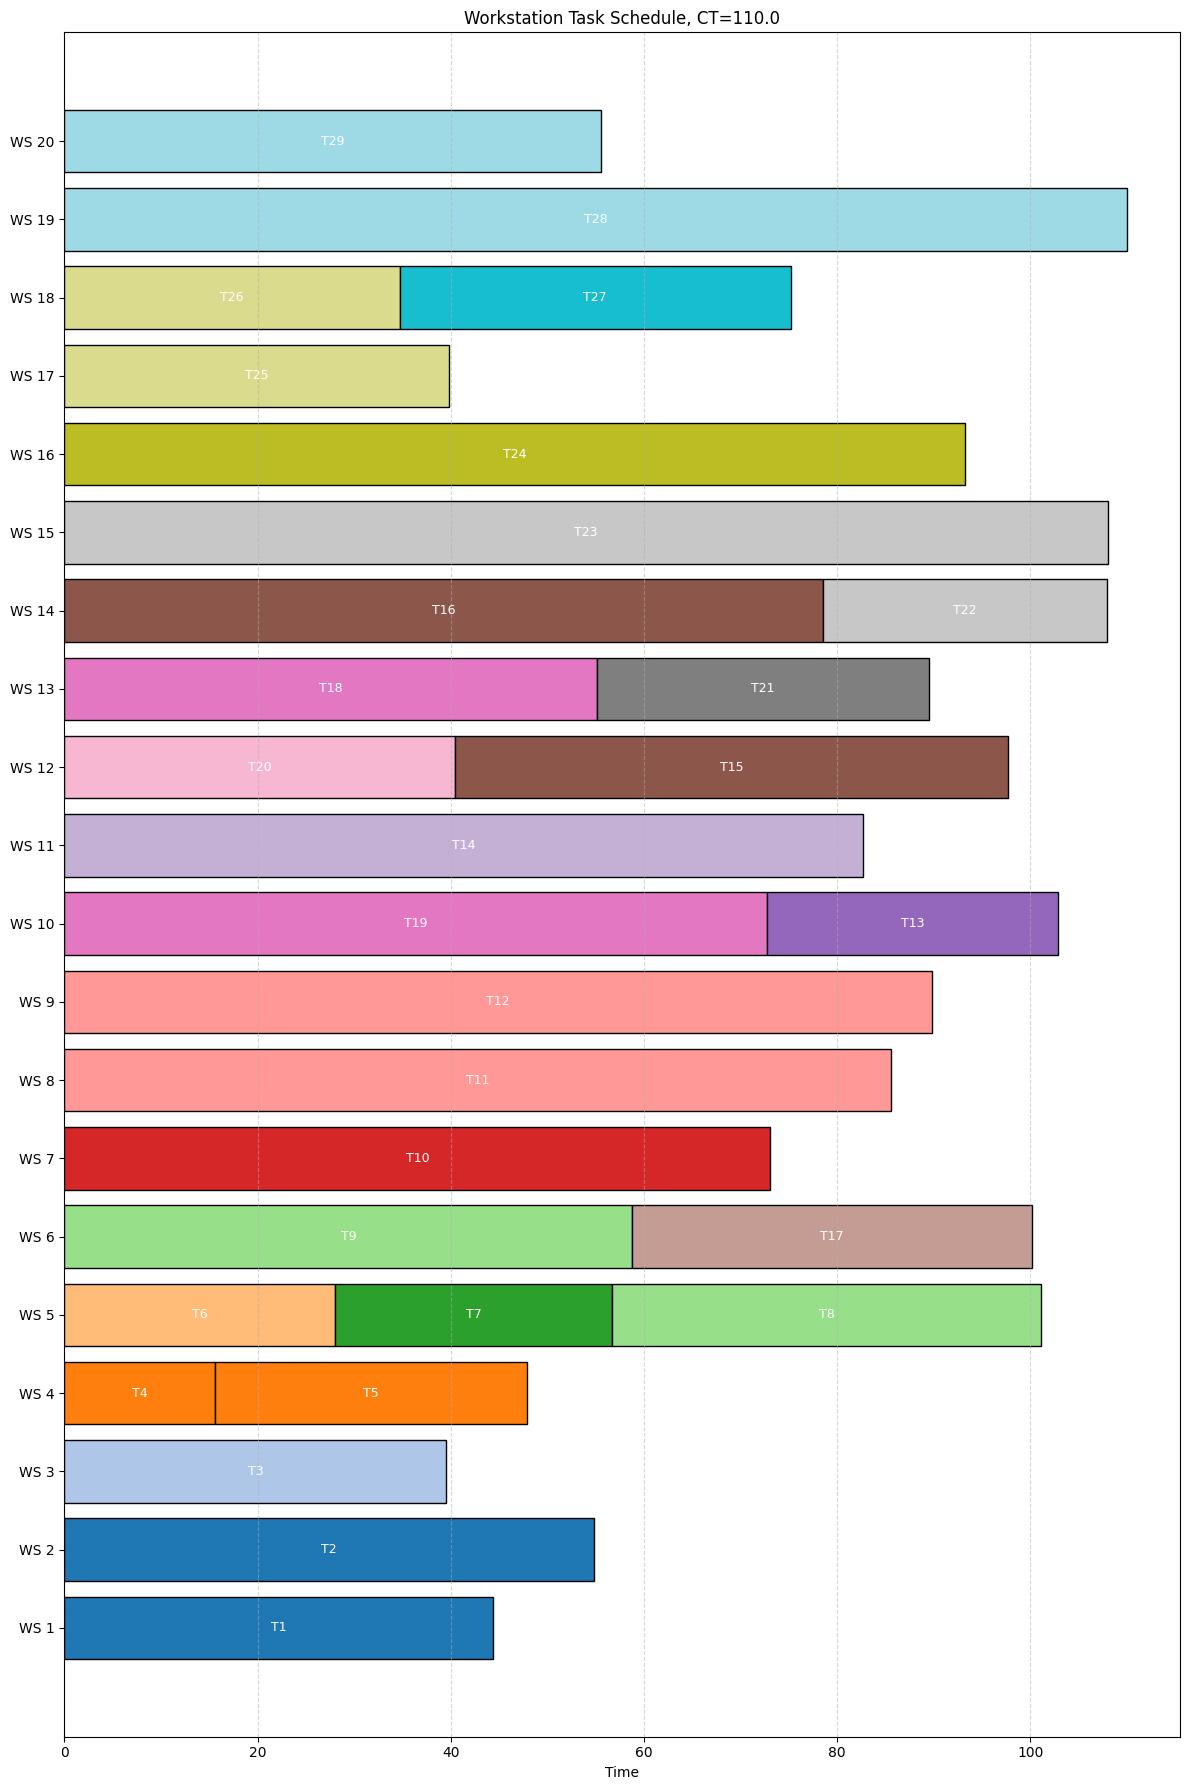 Workstation Task Schedule, CT=110.0
WS 20 T29
WS 19 T28
WS 18 T26 T27
WS 17 T25
WS 16 T24
WS 15 T23
WS 14 T16 T22
WS 13 T18 T21
WS 12 T20 T15
WS 11 T14
WS 10 T19 T13
WS 9 T12
WS 8 T11
WS 7 T10
WS 6 T9 T17
WS 5 T6 T7 T8
WS 4 T4 T5
WS 3 T3
WS 2 T2
WS 1 T1
0 20 40 60 80 100
Time